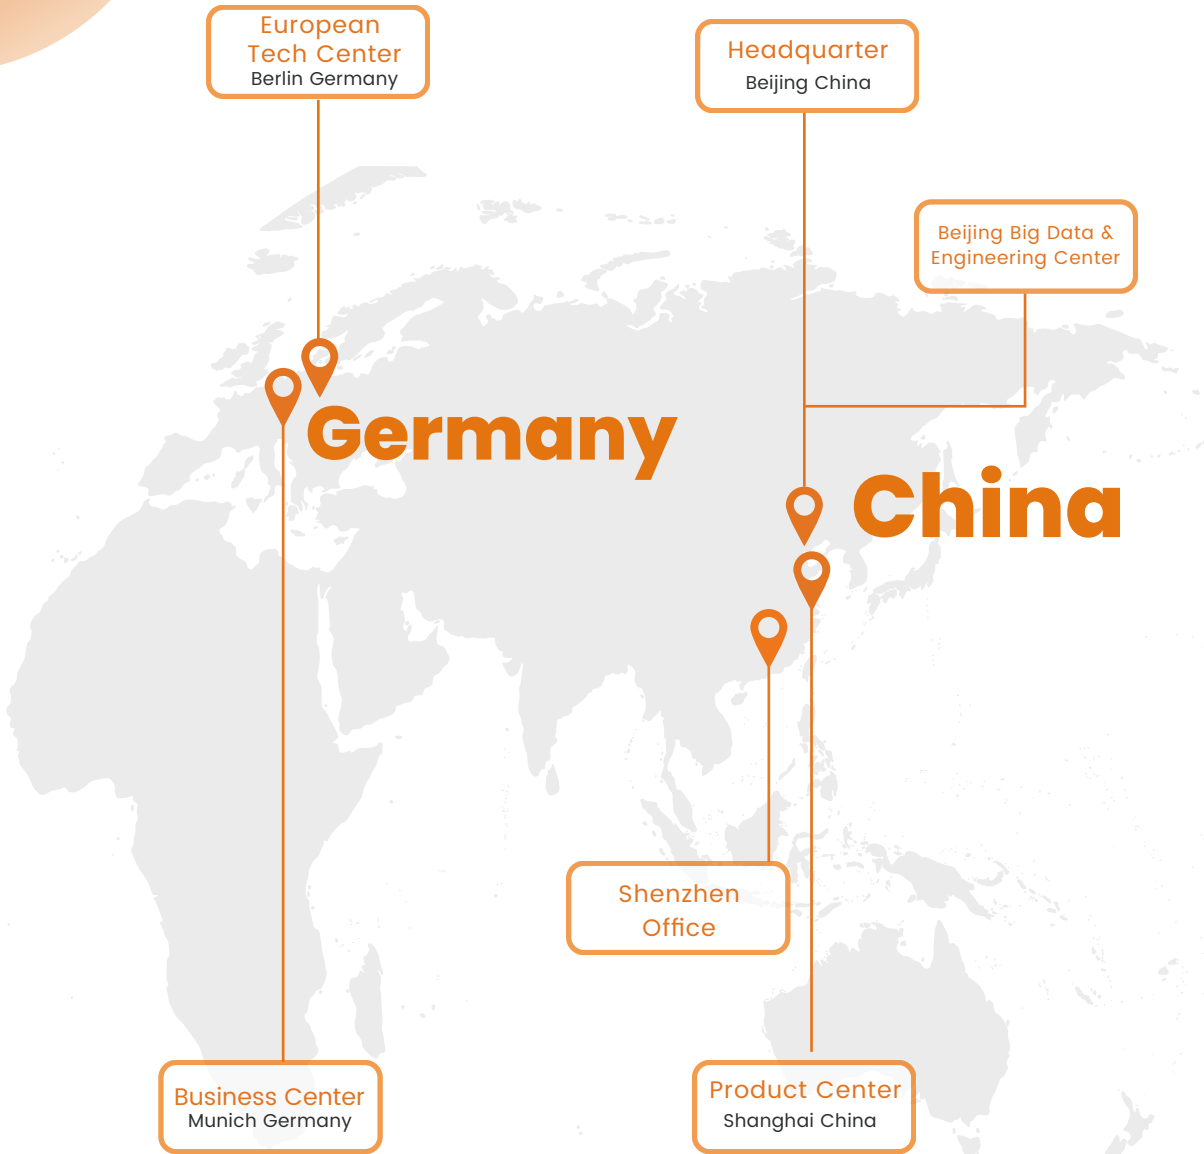 European
Tech Center
Berlin Germany
Headquarter
Beijing China
Beijing Big Data &
Engineering Center
Germany
China
Shenzhen
Office
Business Center
Munich Germany
Product Center
Shanghai China